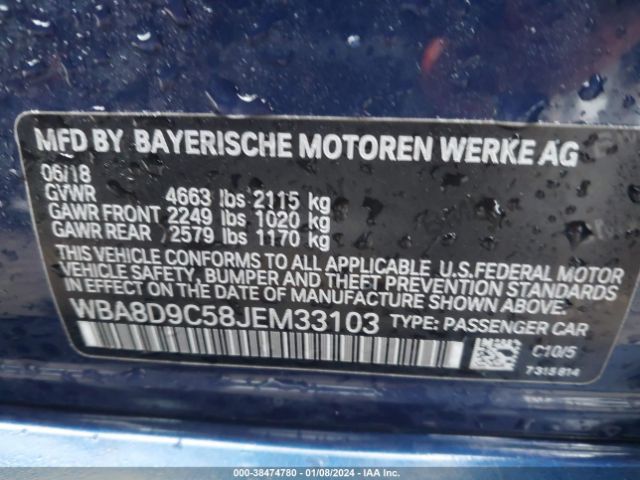 MFD BY BAYERISCHE MOTOREN WERKE AG
06/18
GVWR 4663 lbs 2115 kg
GAWR FRONT 2249 lbs 1020 kg
GAWR REAR 2579 lbs 1170 kg
THIS VEHICLE CONFORMS TO ALL APPLICABLE U.S.FEDERAL MOTOR
VEHICLE SAFETY, BUMPER AND THEFT PREVENTION STANDARDS
IN EFFECT ON THE DATE OF MANUFACTURE SHOWN ABOVE.
WBA8D9C58JEM33103 TYPE: PASSENGER CAR
C10/5
7315814
000-38474780 - 01/08/2024 - IAA Inc.